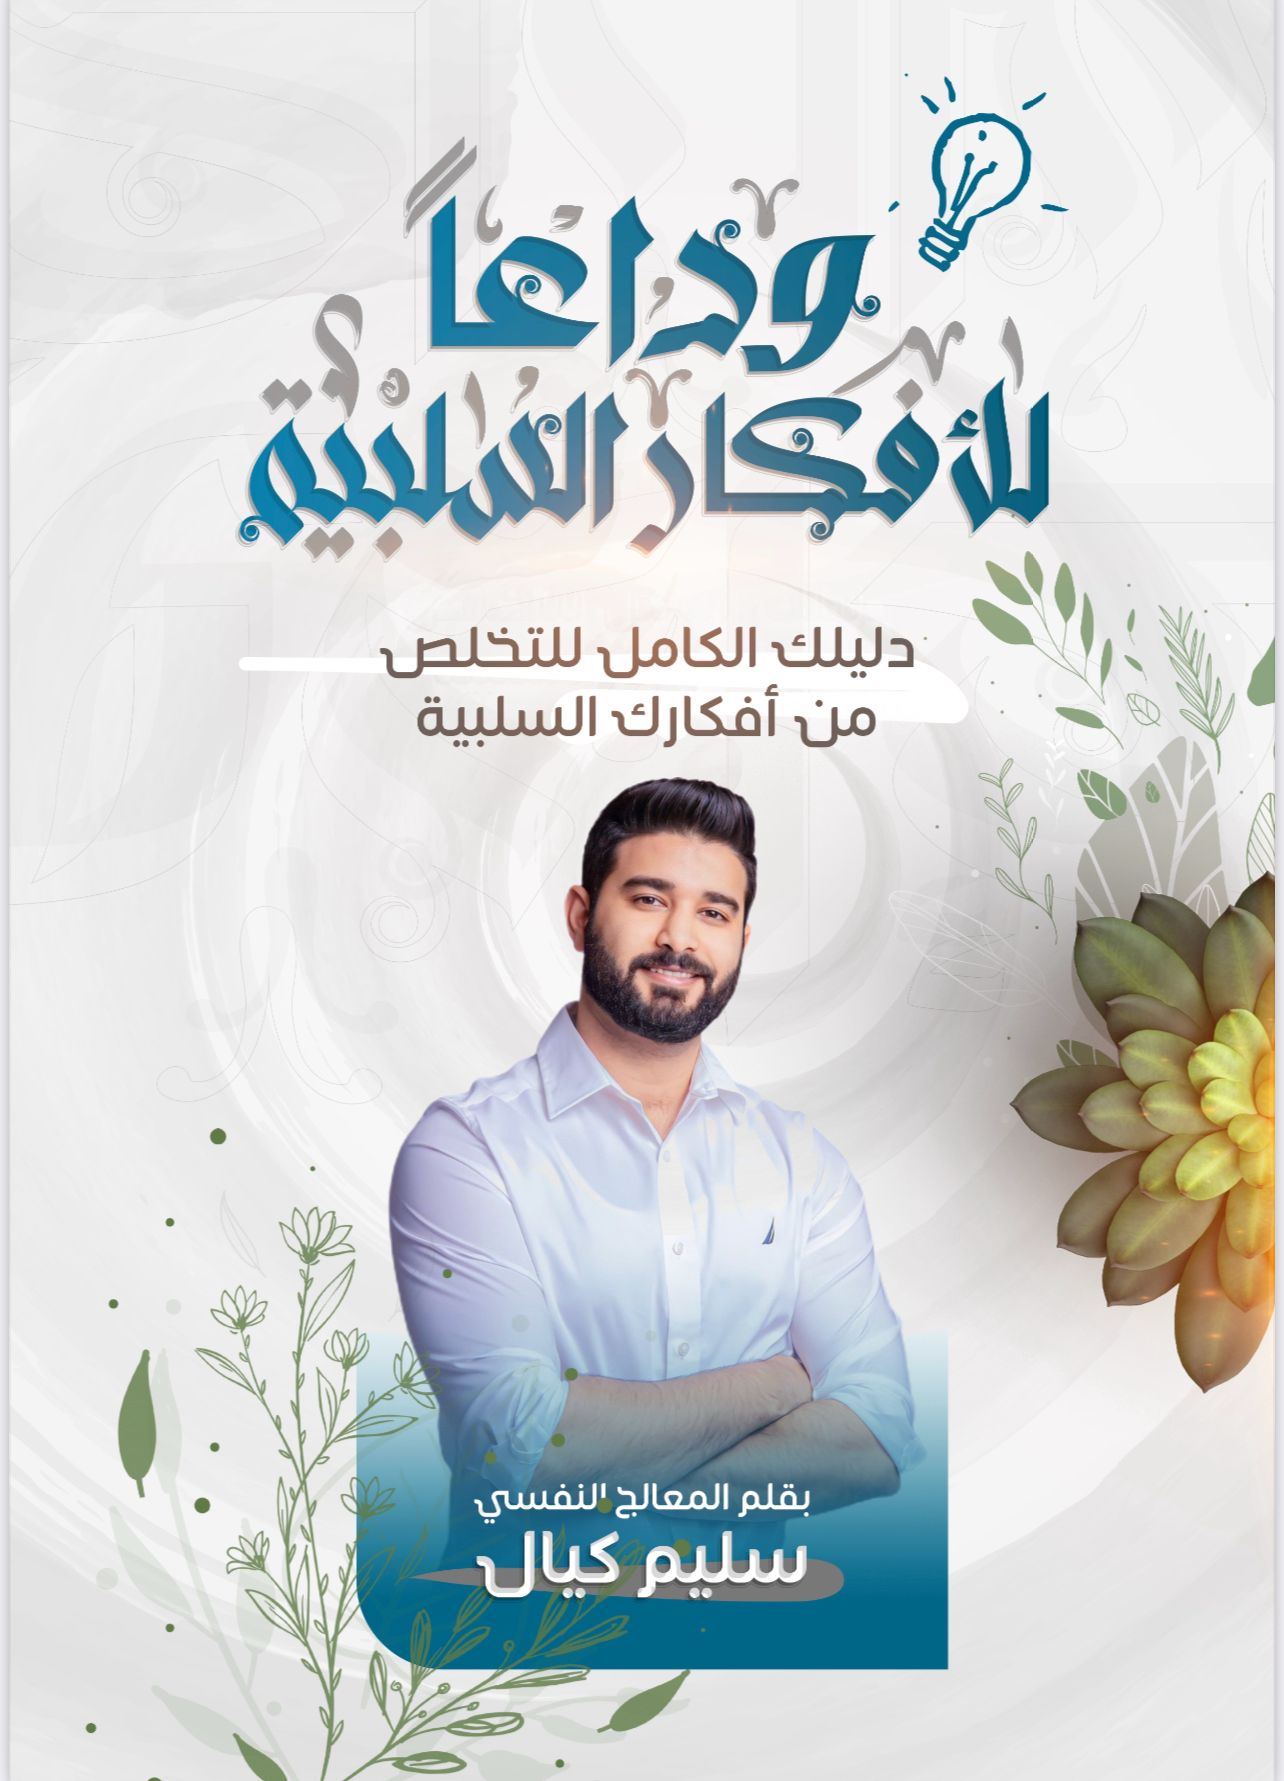 وداعاً
للأفكار السلبية
دليلك الكامل للتخلص
من أفكارك السلبية
بقلم المعالج النفسي
سليم كيال